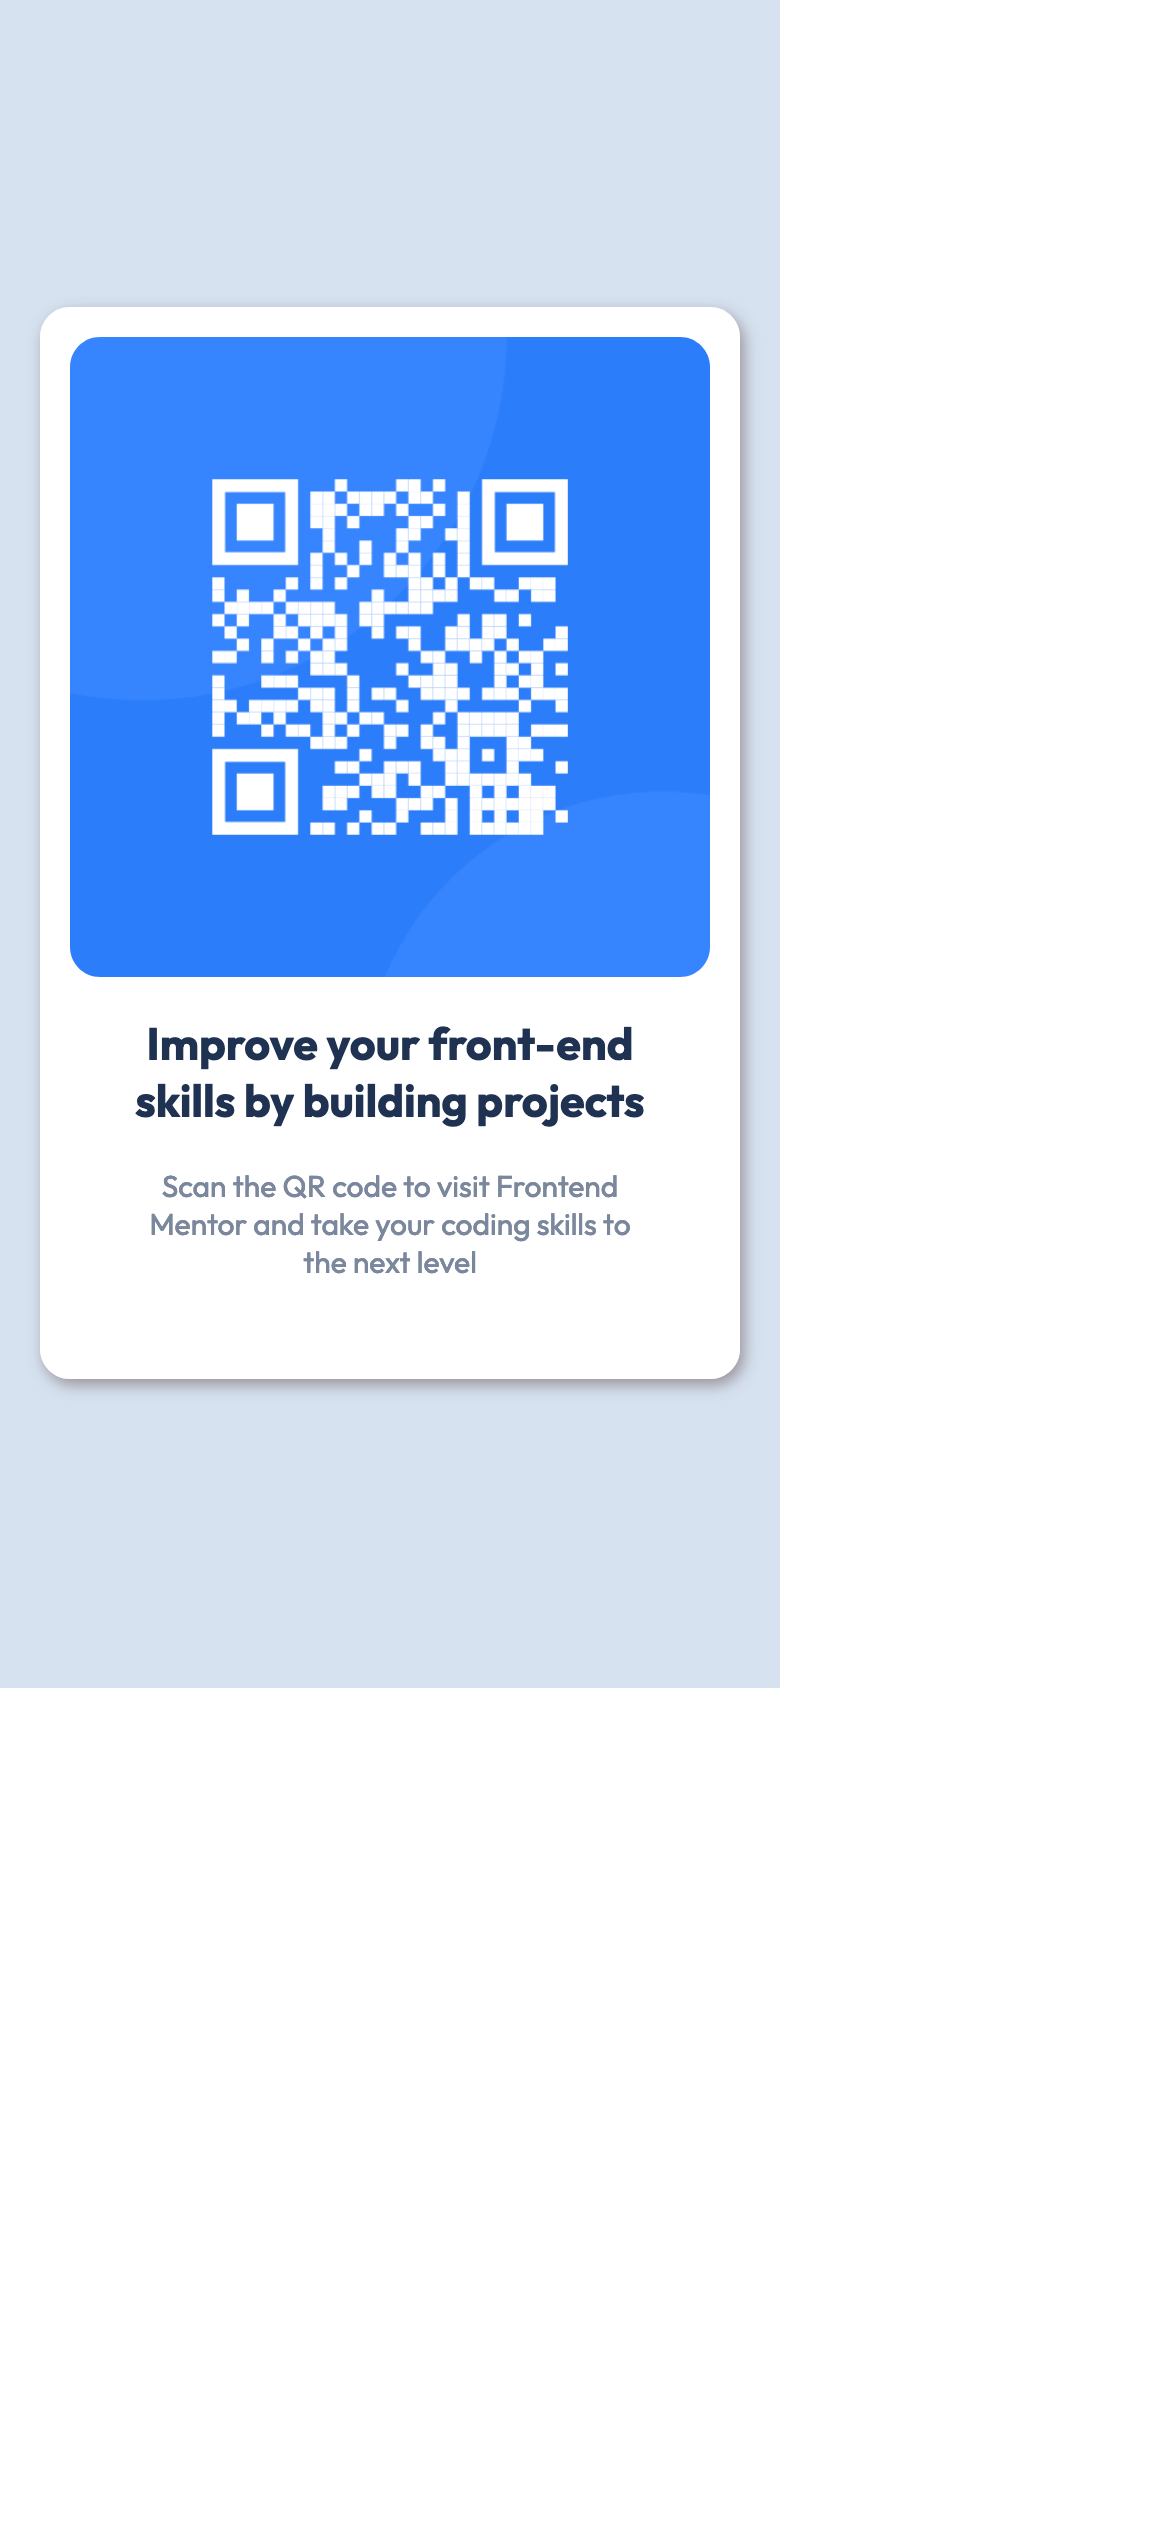 Improve your front-end
skills by building projects
Scan the QR code to visit Frontend
Mentor and take your coding skills to
the next level